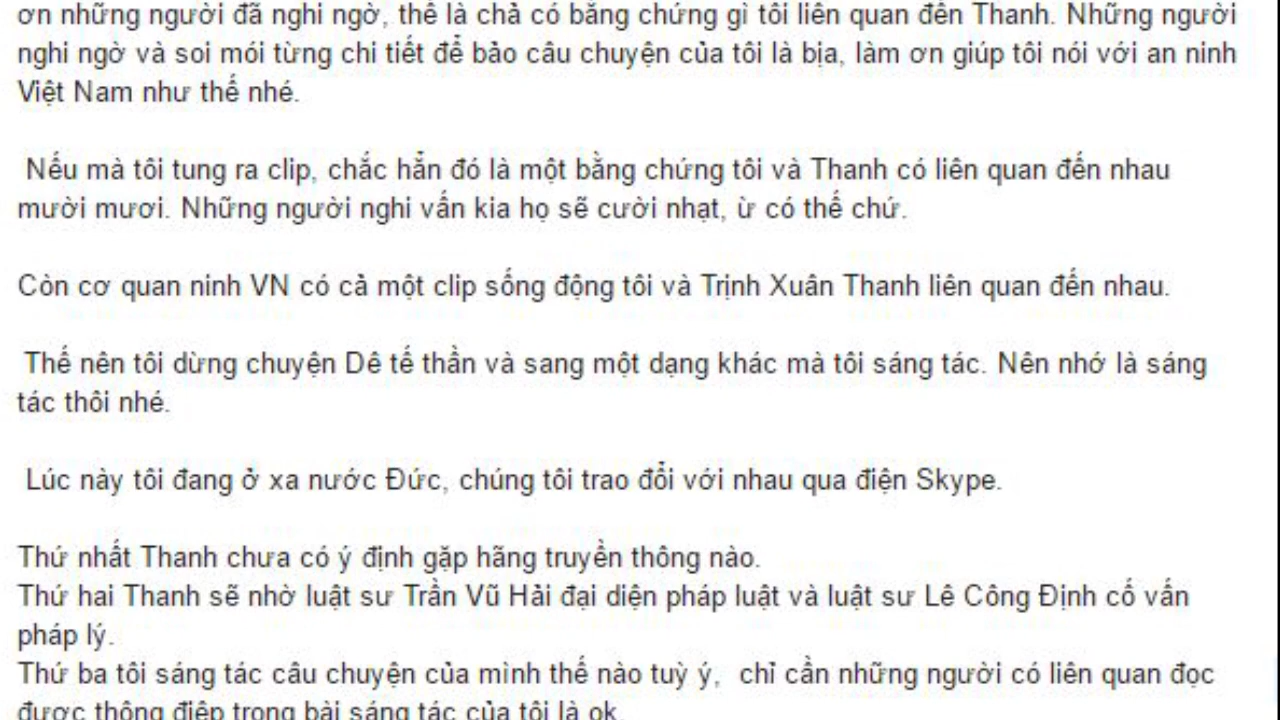 ơn những người đã nghi ngờ, thế là chả có bằng chứng gì tôi liên quan đến Thanh. Những người
nghi ngờ và soi mói từng chi tiết để bảo câu chuyện của tôi là bịa, làm ơn giúp tôi nói với an ninh
Việt Nam như thế nhé.
Nếu mà tôi tung ra clip, chắc hẳn đó là một bằng chứng tôi và Thanh có liên quan đến nhau
mười mươi. Những người nghi vấn kia họ sẽ cười nhạt, ừ có thế chứ.
Còn cơ quan ninh VN có cả một clip sống động tôi và Trịnh Xuân Thanh liên quan đến nhau.
Thế nên tôi dừng chuyện Dê tế thần và sang một dạng khác mà tôi sáng tác. Nên nhớ là sáng
tác thôi nhé.
Lúc này tôi đang ở xa nước Đức, chúng tôi trao đổi với nhau qua điện Skype.
Thứ nhất Thanh chưa có ý định gặp hãng truyền thông nào.
Thứ hai Thanh sẽ nhờ luật sư Trần Vũ Hải đại diện pháp luật và luật sư Lê Công Định cố vấn
pháp lý.
Thứ ba tôi sáng tác câu chuyện của mình thế nào tuỳ ý, chỉ cần những người có liên quan đọc
được thông điệp trong bài sáng tác của tôi là ok.